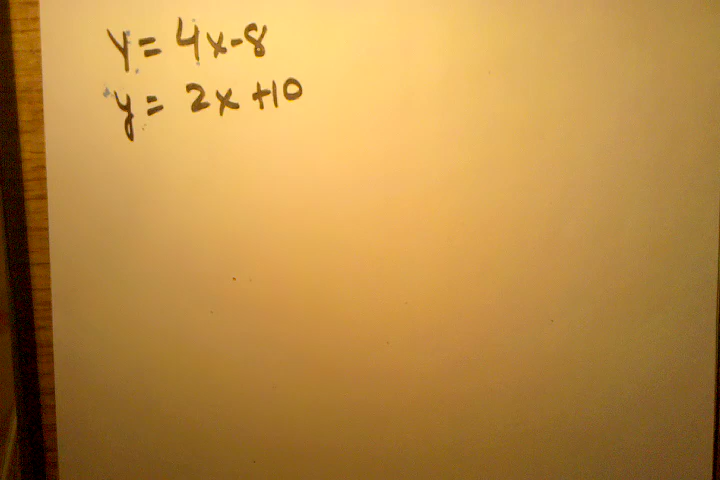 y = 4x-8
y = 2x +10